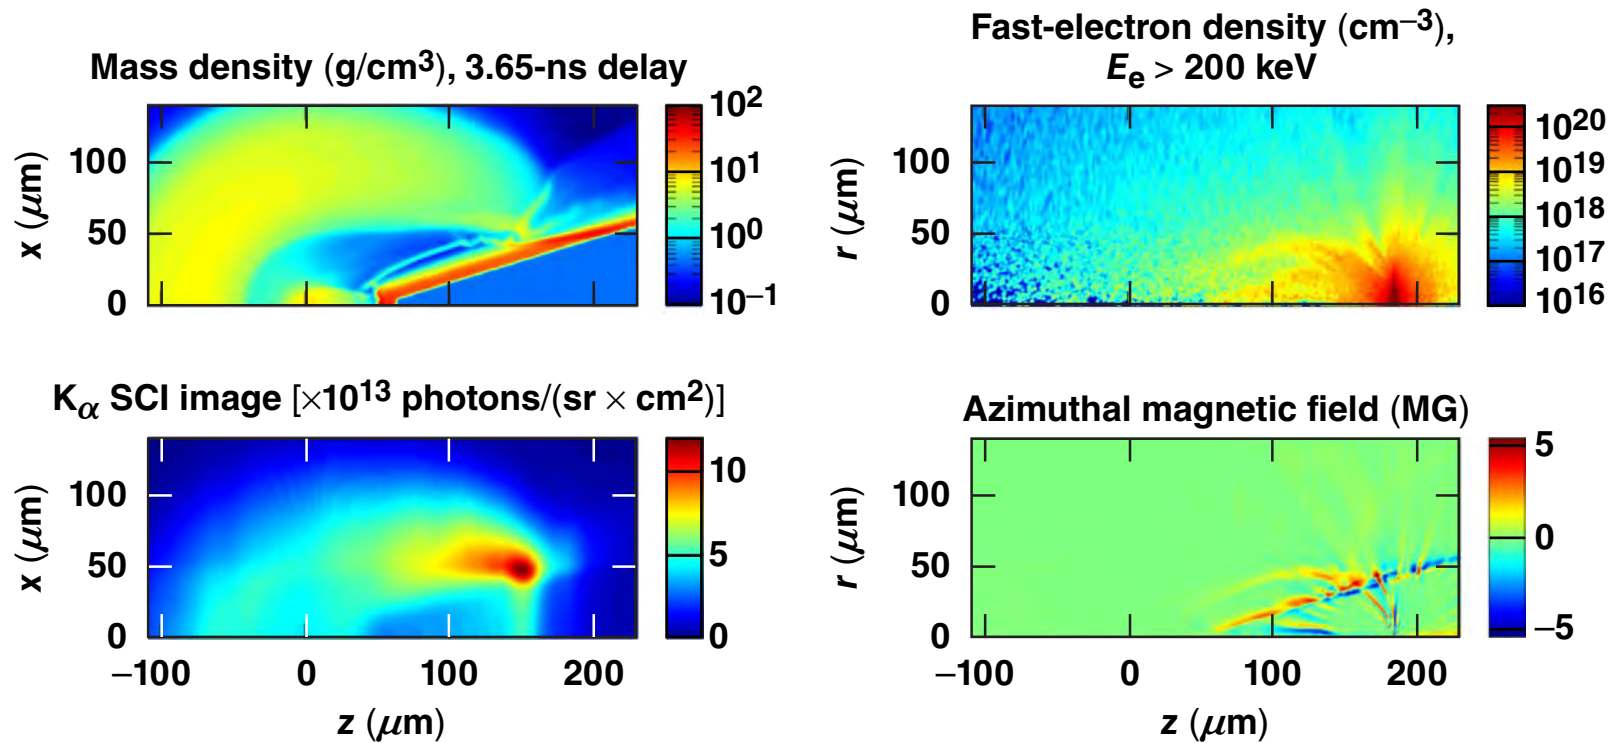 Mass density (g/cm³), 3.65-ns delay
x (μm)
100
50
0
10²
10¹
10⁰
10⁻¹
Fast-electron density (cm⁻³),
Eₑ > 200 keV
r (μm)
100
50
0
10²⁰
10¹⁹
10¹⁸
10¹⁷
10¹⁶
Kα SCI image [×10¹³ photons/(sr × cm²)]
x (μm)
100
50
0
10
5
0
−100 0 100 200
z (μm)
Azimuthal magnetic field (MG)
r (μm)
100
50
0
5
0
−5
−100 0 100 200
z (μm)